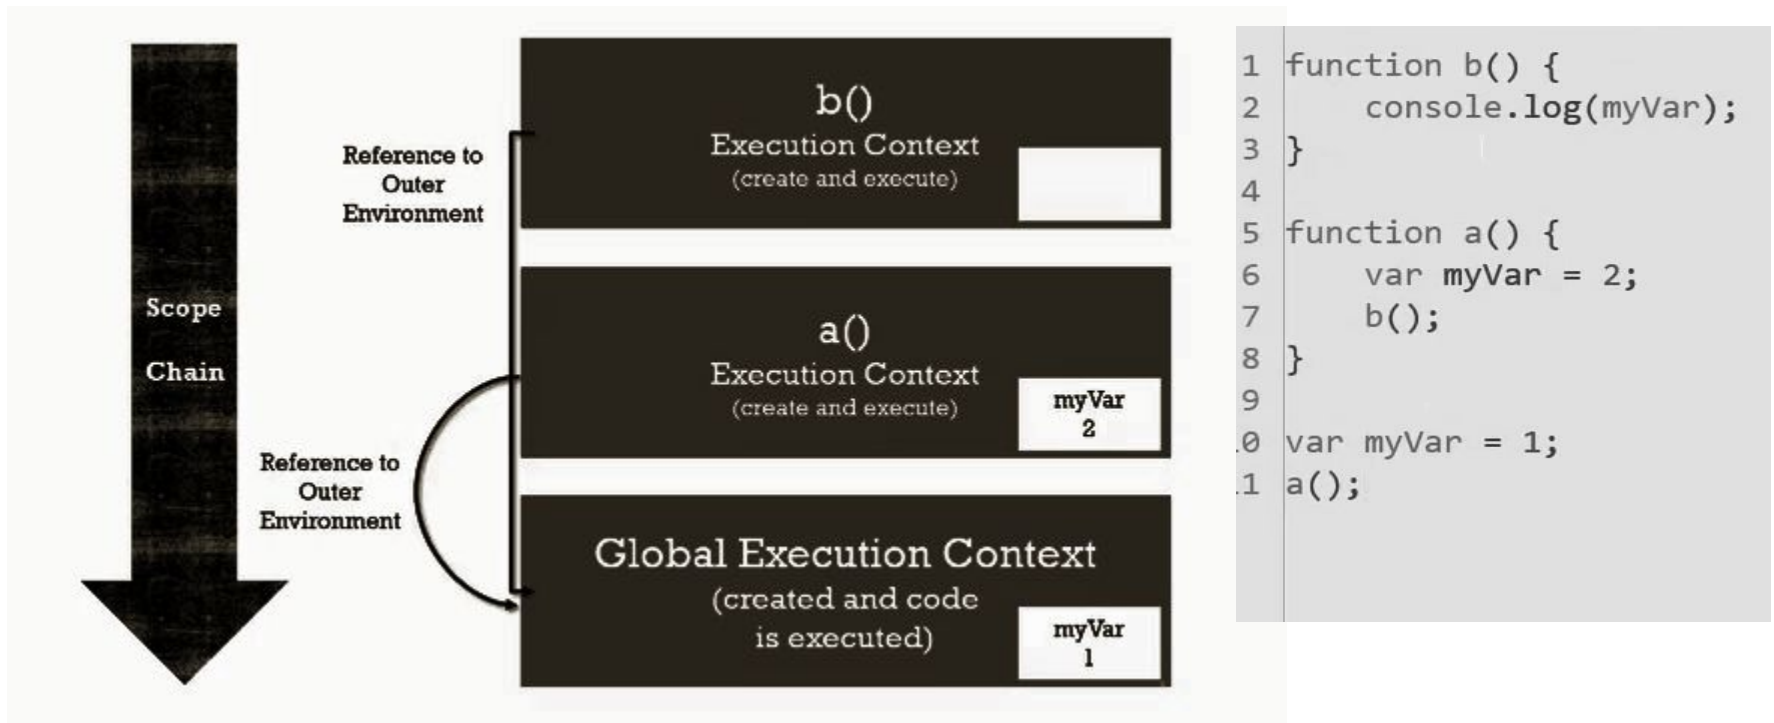 Scope
Chain
Reference to
Outer
Environment
Reference to
Outer
Environment
b()
Execution Context
(create and execute)
a()
Execution Context
(create and execute)
myVar
2
Global Execution Context
(created and code
is executed)
myVar
1
1 function b() {
2     console.log(myVar);
3 }
4
5 function a() {
6     var myVar = 2;
7     b();
8 }
9
.0 var myVar = 1;
.1 a();